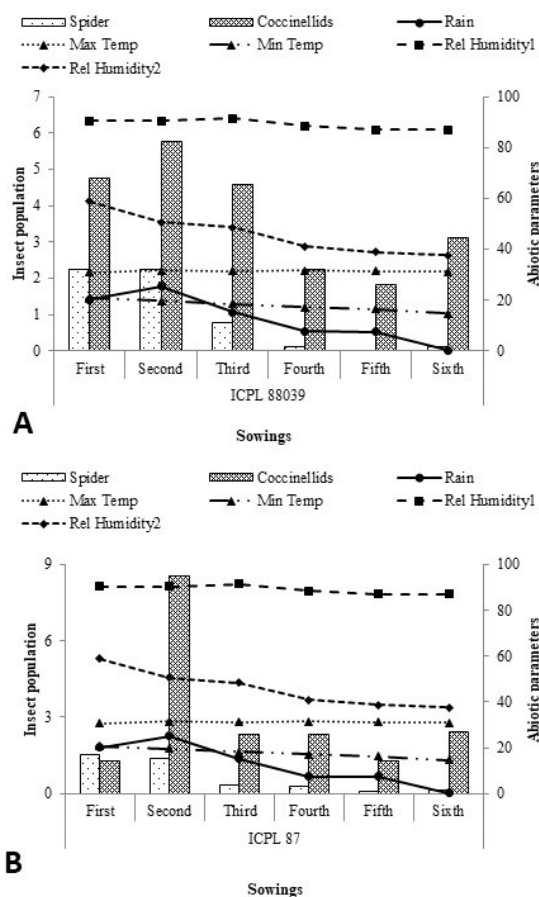 Spider Coccinellids Rain
Max Temp Min Temp Rel Humidity1
Rel Humidity2
7 100
6 80
5
4 60
3 40
2
1 20
0 0
Insect population
Abiotic parameters
First Second Third Fourth Fifth Sixth
ICPL 88039
A
Sowings
Spider Coccinellids Rain
Max Temp Min Temp Rel Humidity1
Rel Humidity2
9 100
80
6 60
3 40
20
0 0
Insect population
Abiotic parameters
First Second Third Fourth Fifth Sixth
ICPL 87
B
Sowings